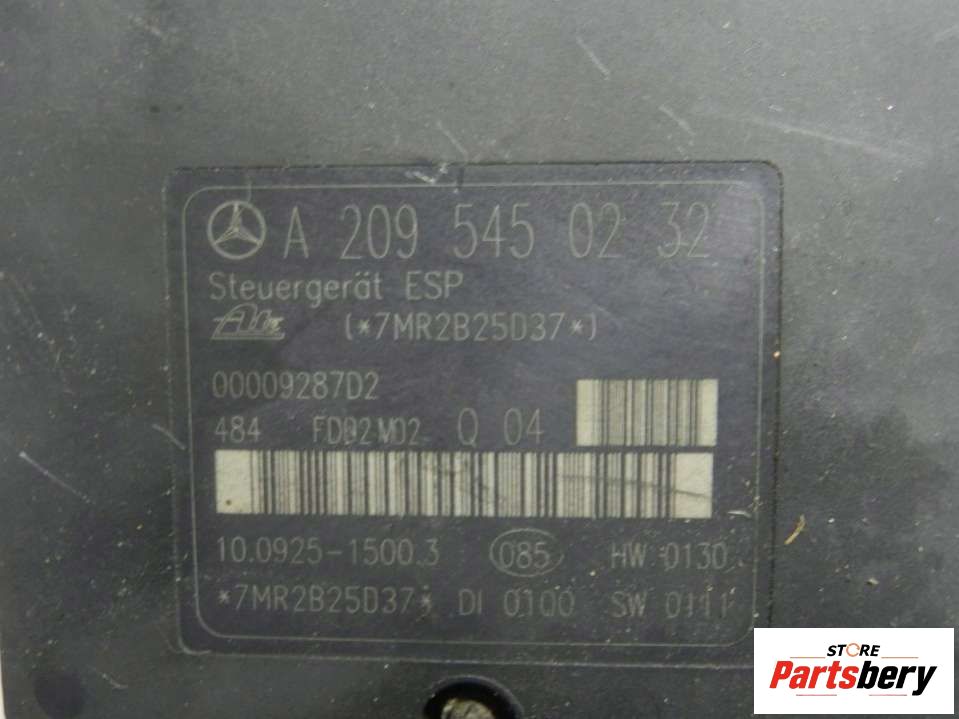 A 209 545 02 32
Steuergerät ESP
Ate (*7MR2B25D37*)
00009287D2
484 FD02M02 Q 04
10.0925-1500.3 085 HW 0130
*7MR2B25D37* DI 0100 SW 0111
STORE
Partsbery